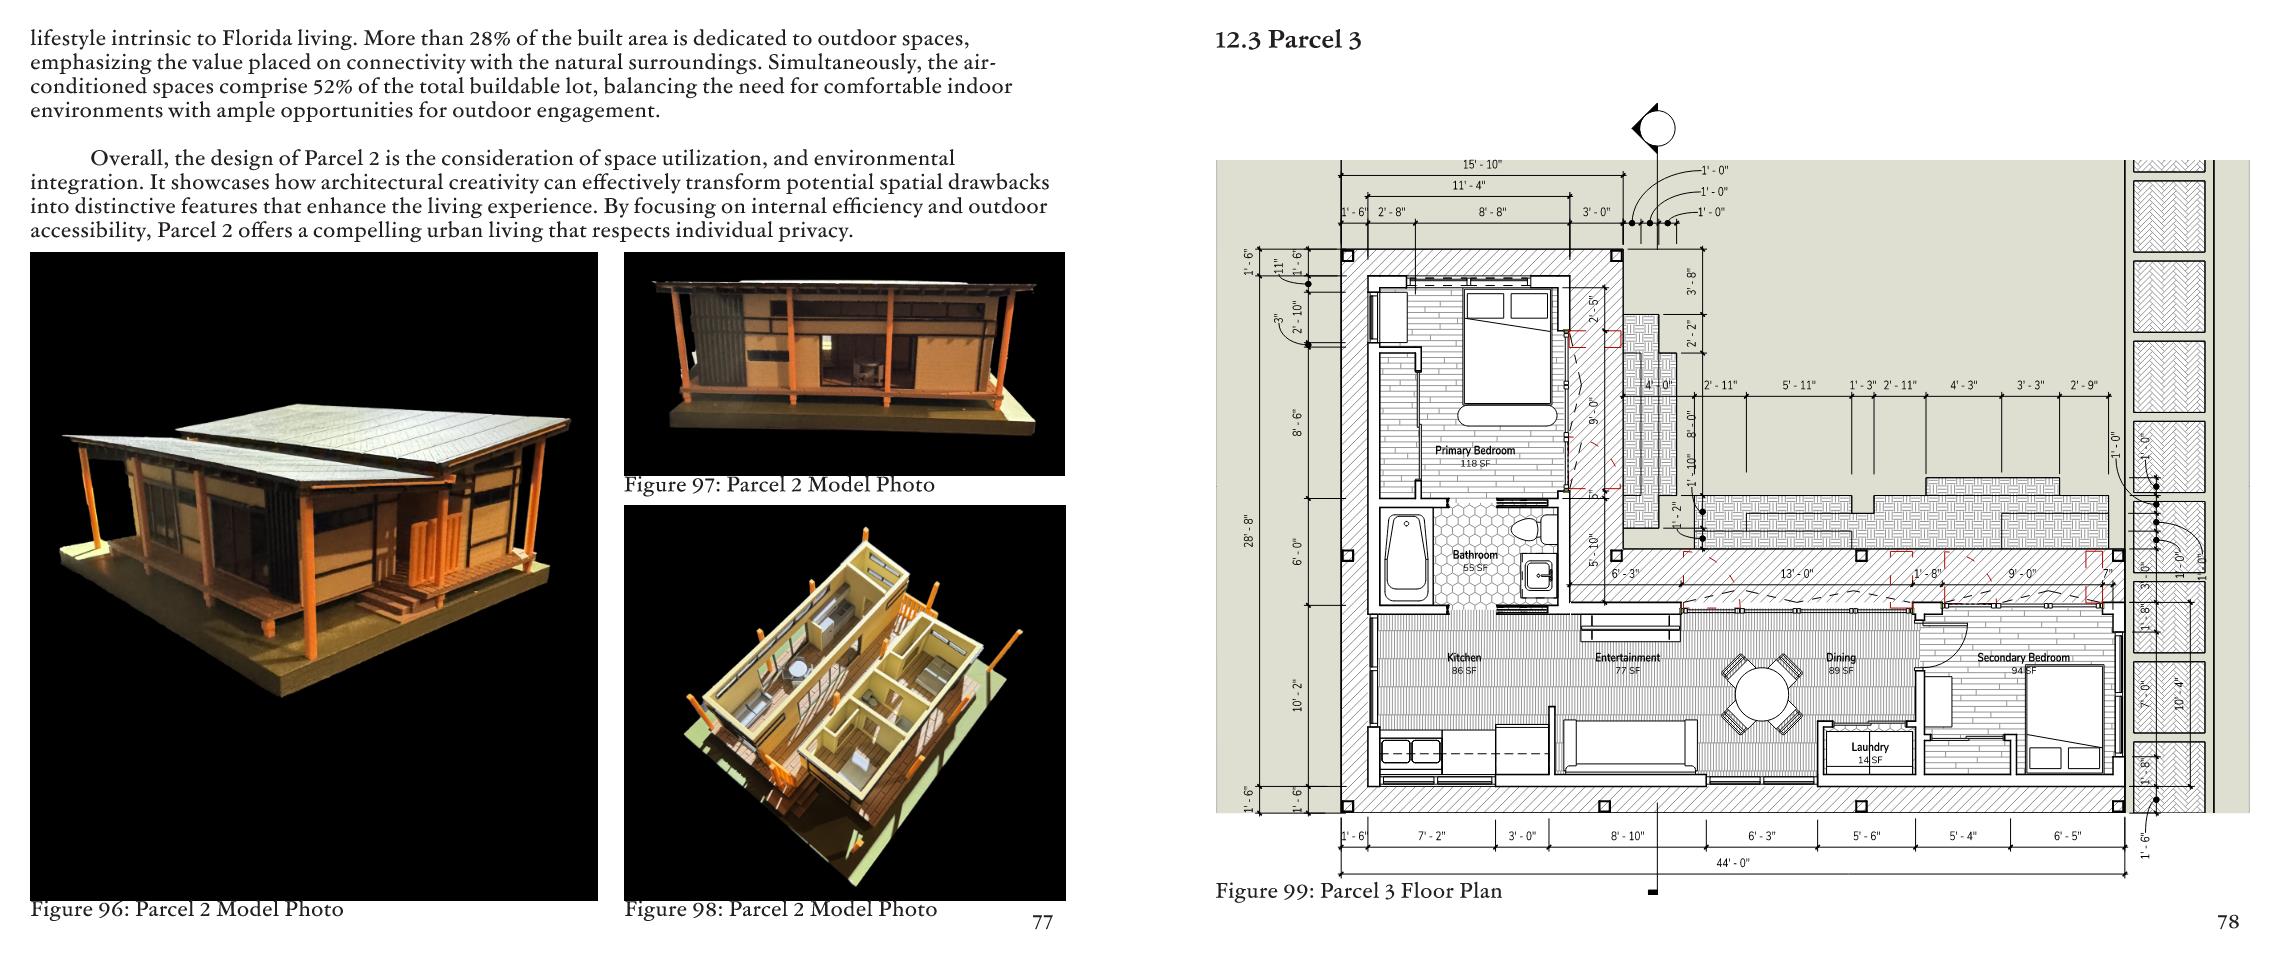 lifestyle intrinsic to Florida living. More than 28% of the built area is dedicated to outdoor spaces,
emphasizing the value placed on connectivity with the natural surroundings. Simultaneously, the air-
conditioned spaces comprise 52% of the total buildable lot, balancing the need for comfortable indoor
environments with ample opportunities for outdoor engagement.
Overall, the design of Parcel 2 is the consideration of space utilization, and environmental
integration. It showcases how architectural creativity can effectively transform potential spatial drawbacks
into distinctive features that enhance the living experience. By focusing on internal efficiency and outdoor
accessibility, Parcel 2 offers a compelling urban living that respects individual privacy.
Figure 97: Parcel 2 Model Photo
Figure 96: Parcel 2 Model Photo
Figure 98: Parcel 2 Model Photo
77
12.3 Parcel 3
15' - 10"
11' - 4"
1' - 6" 2' - 8" 8' - 8" 3' - 0"
1' - 0"
1' - 0"
1' - 0"
1' - 6"
1' - 6"
11"
2' - 10"
3"
8' - 6"
6' - 0"
28' - 8"
10' - 2"
1' - 6"
1' - 6"
3' - 8"
2' - 2"
8' - 0"
1' - 10"
1' - 2"
2' - 5"
9' - 0"
5' - 10"
4' - 0" 2' - 11" 5' - 11" 1' - 3" 2' - 11" 4' - 3" 3' - 3" 2' - 9"
1' - 0"
1' - 0"
1' - 0"
1' - 0"
3' - 0"
6' - 3" 13' - 0" 1' - 8" 9' - 0" 7"
Primary Bedroom
118 SF
Bathroom
55 SF
Kitchen
86 SF
Entertainment
77 SF
Dining
89 SF
Secondary Bedroom
94 SF
Laundry
14 SF
1' - 8"
7' - 0"
10' - 4"
1' - 8"
1' - 6"
1' - 6" 7' - 2" 3' - 0" 8' - 10" 6' - 3" 5' - 6" 5' - 4" 6' - 5"
44' - 0"
Figure 99: Parcel 3 Floor Plan
78